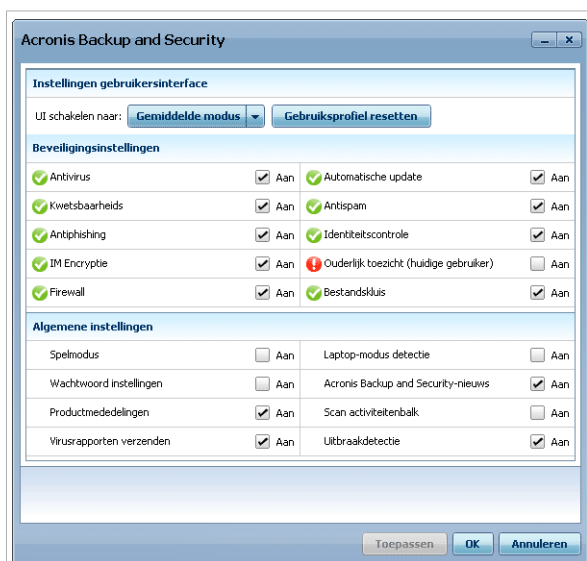 Acronis Backup and Security
Instellingen gebruikersinterface
UI schakelen naar: Gemiddelde modus Gebruiksprofiel resetten
Beveiligingsinstellingen
Antivirus Aan Automatische update Aan
Kwetsbaarheids Aan Antispam Aan
Antiphishing Aan Identiteitscontrole Aan
IM Encryptie Aan Ouderlijk toezicht (huidige gebruiker) Aan
Firewall Aan Bestandskluis Aan
Algemene instellingen
Spelmodus Aan Laptop-modus detectie Aan
Wachtwoord instellingen Aan Acronis Backup and Security-nieuws Aan
Productmededelingen Aan Scan activiteitenbalk Aan
Virusrapporten verzenden Aan Uitbraakdetectie Aan
Toepassen OK Annuleren